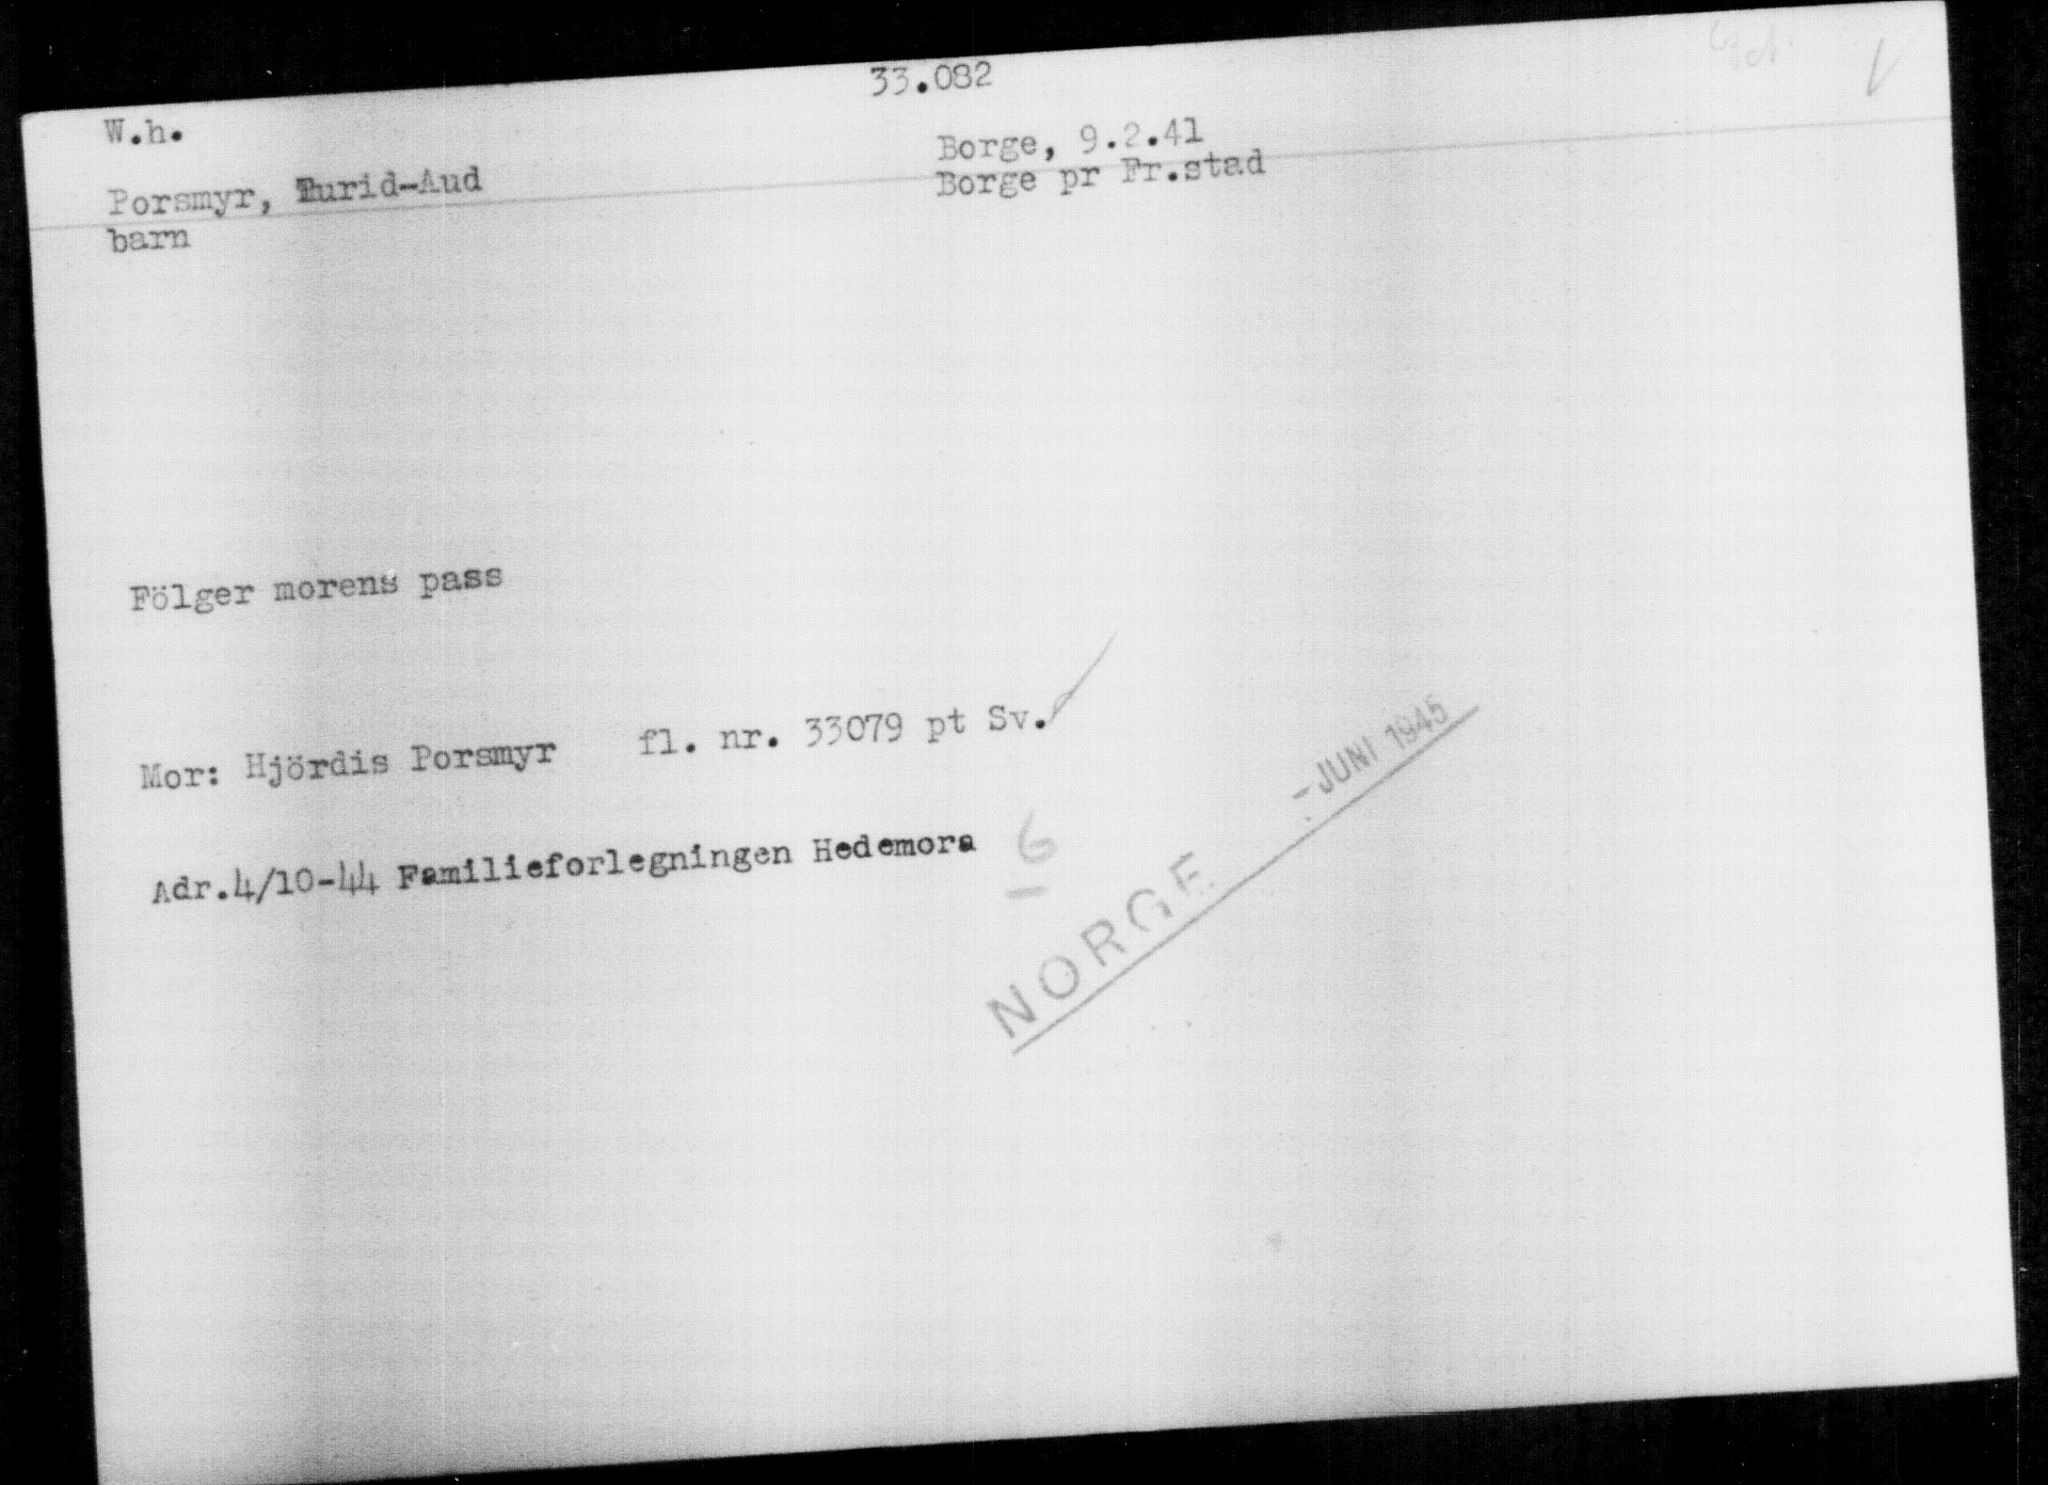 33.082
W.h.
Borge, 9.2.41
Porsmyr, Turid-Aud
Borge pr Fr.stad
barn
Fölger morens pass
Mor: Hjördis Porsmyr fl. nr. 33079 pt Sv.
Adr.4/10-44 Familieforlegningen Hedemora
6
NORGE - JUNI 1945